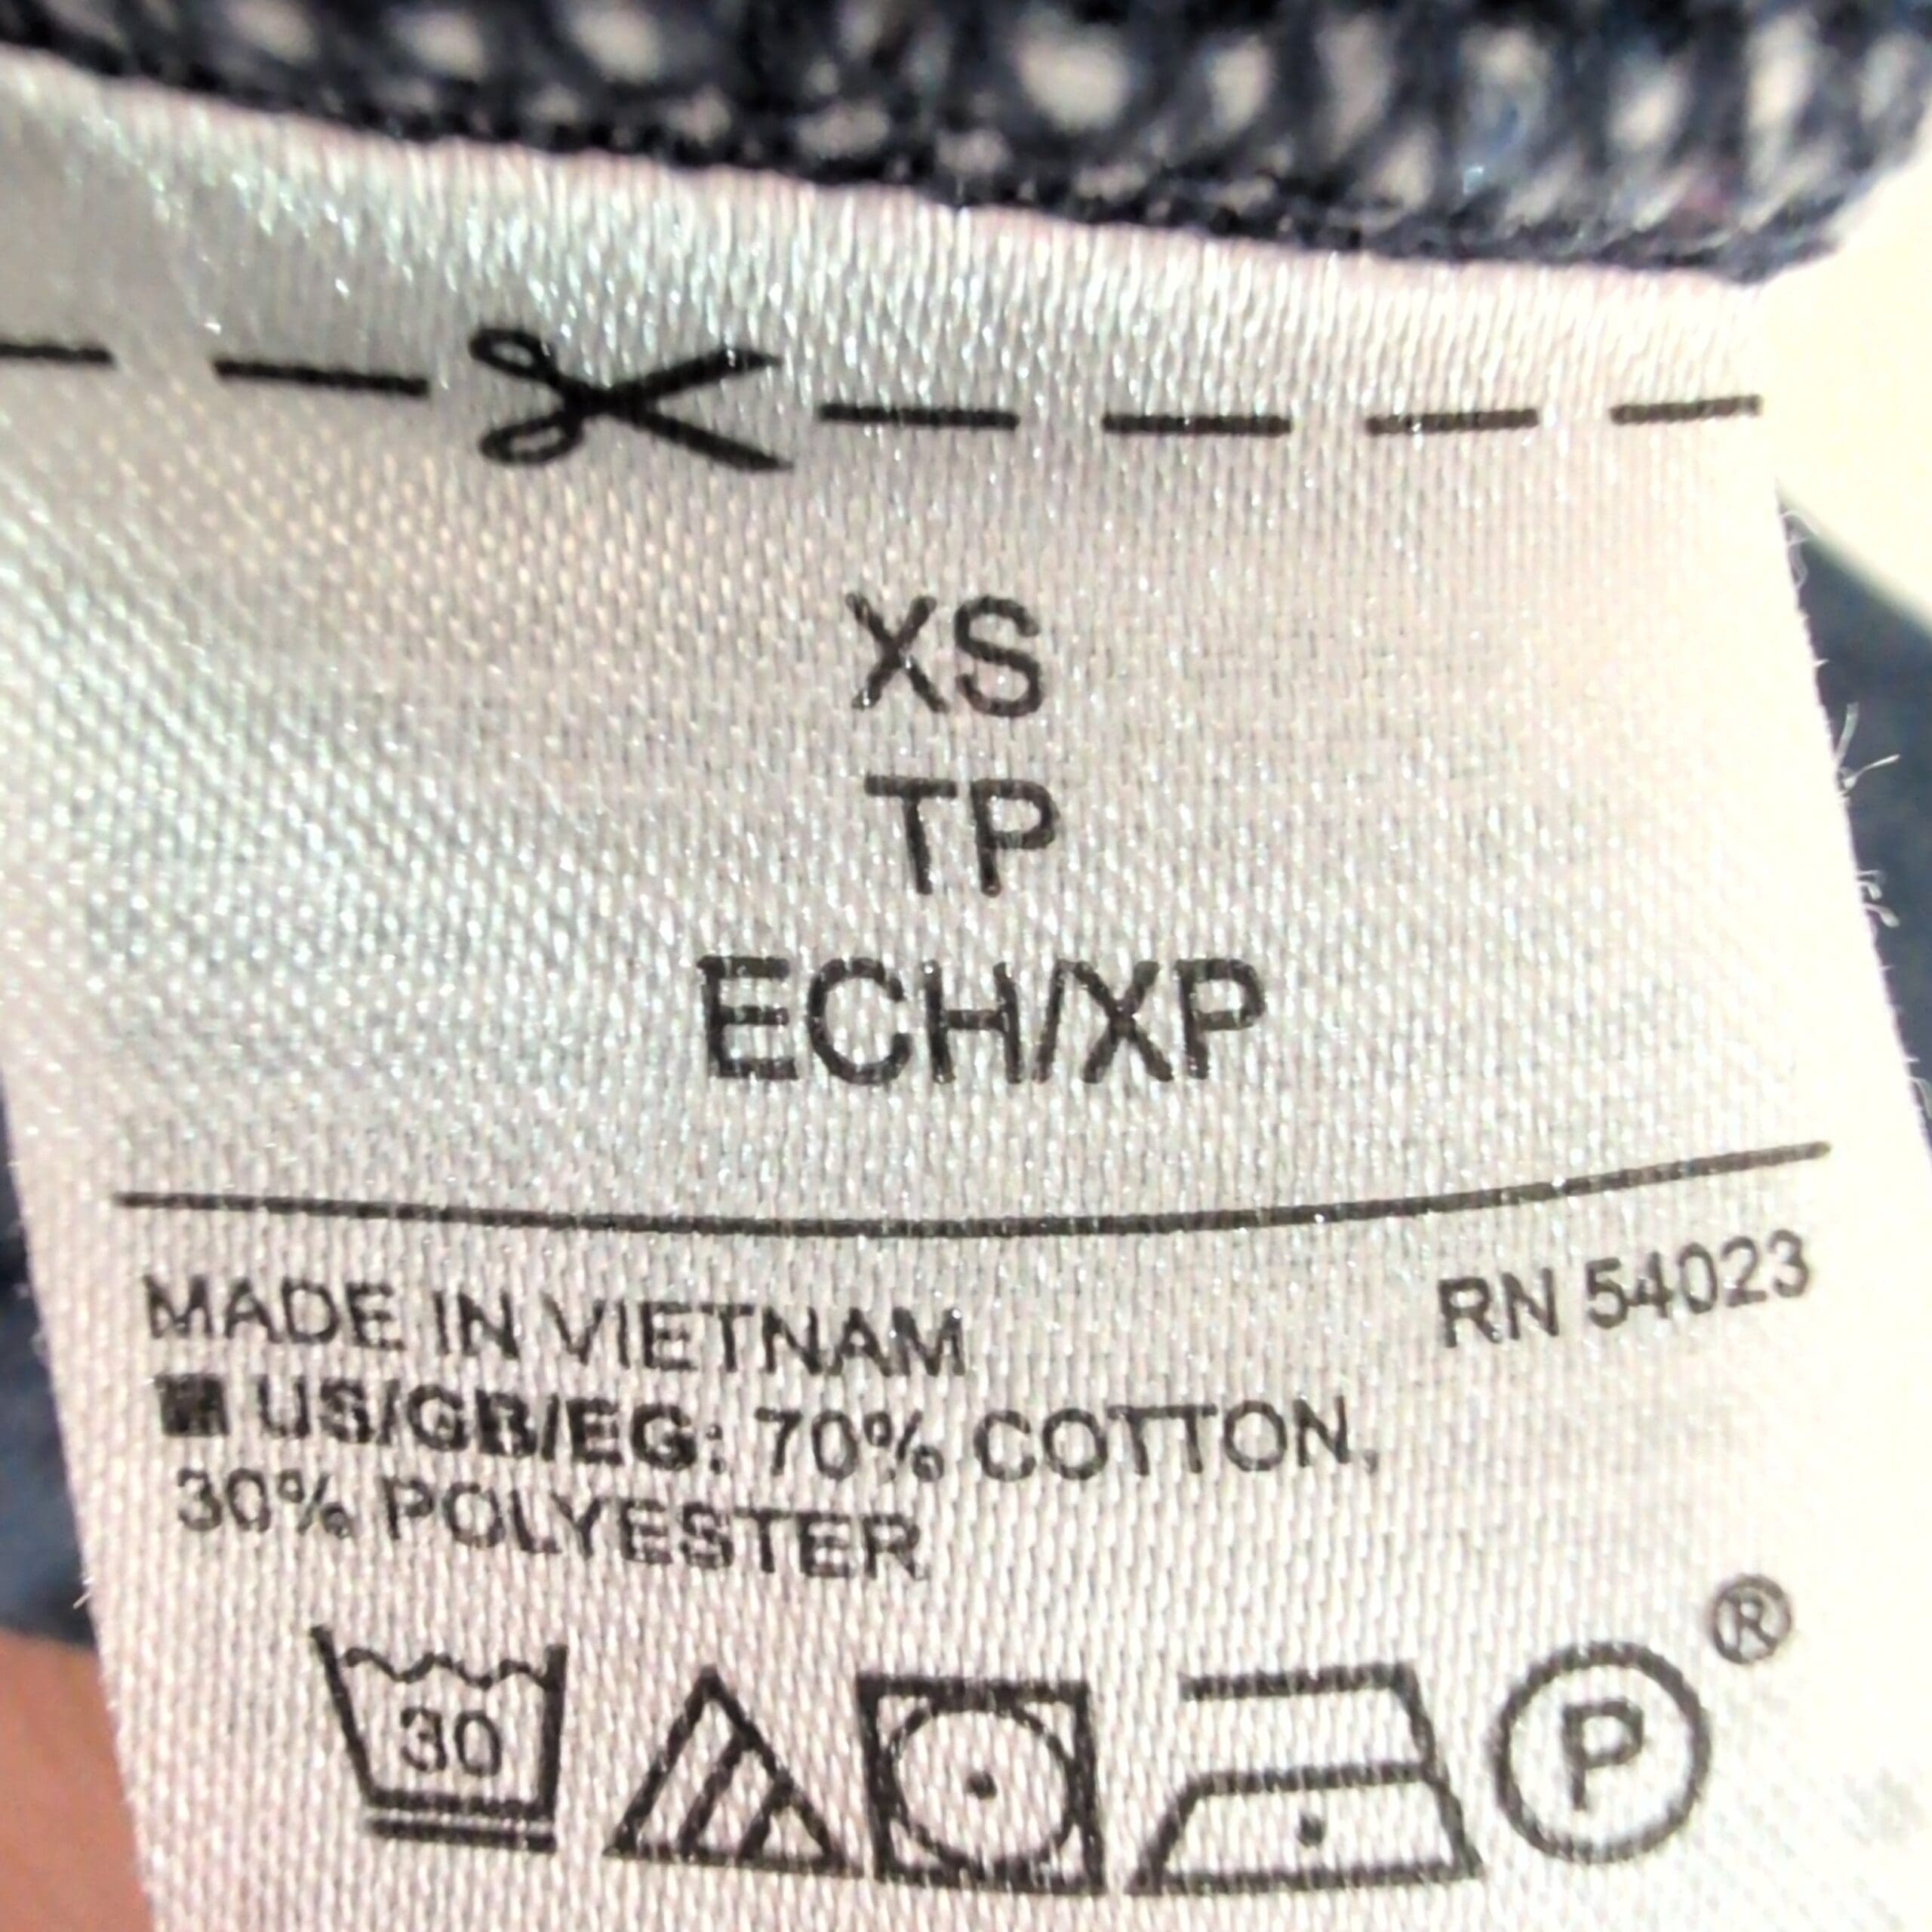 XS
TP
ECH/XP
MADE IN VIETNAM
RN 54023
US/GB/EG: 70% COTTON,
30% POLYESTER
30
P
®